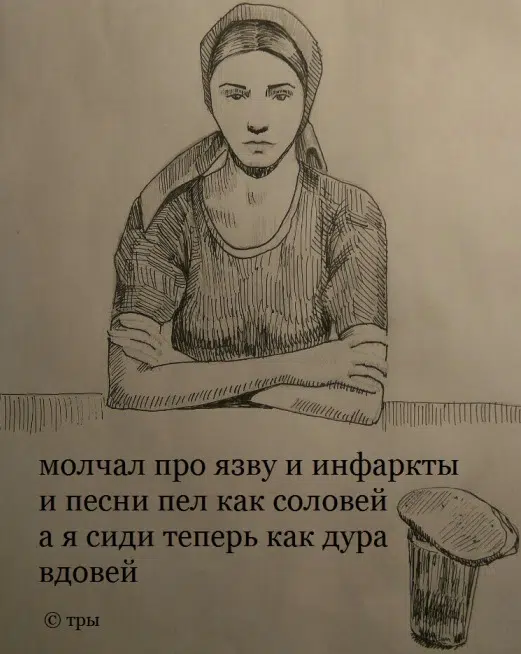 молчал про язву и инфаркты
и песни пел как соловей
а я сиди теперь как дура
вдовей
© тры